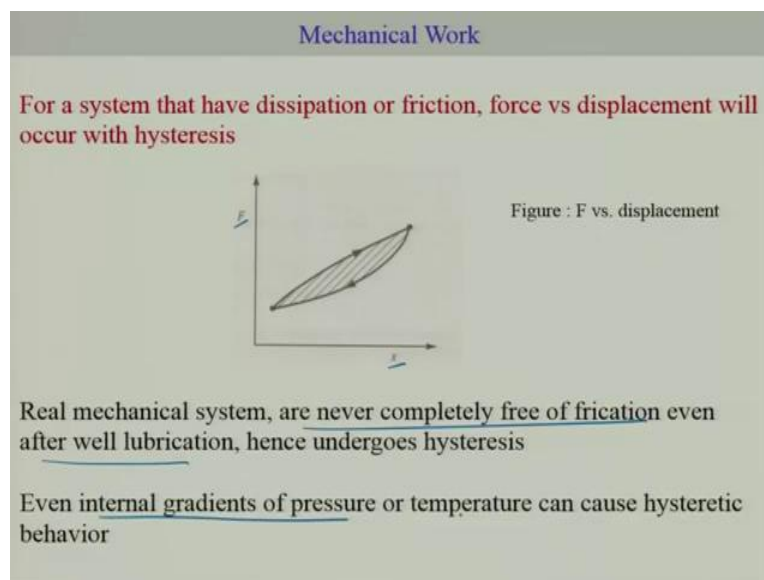 Mechanical Work
For a system that have dissipation or friction, force vs displacement will
occur with hysteresis
F
Figure : F vs. displacement
x
Real mechanical system, are never completely free of frication even
after well lubrication, hence undergoes hysteresis
Even internal gradients of pressure or temperature can cause hysteretic
behavior